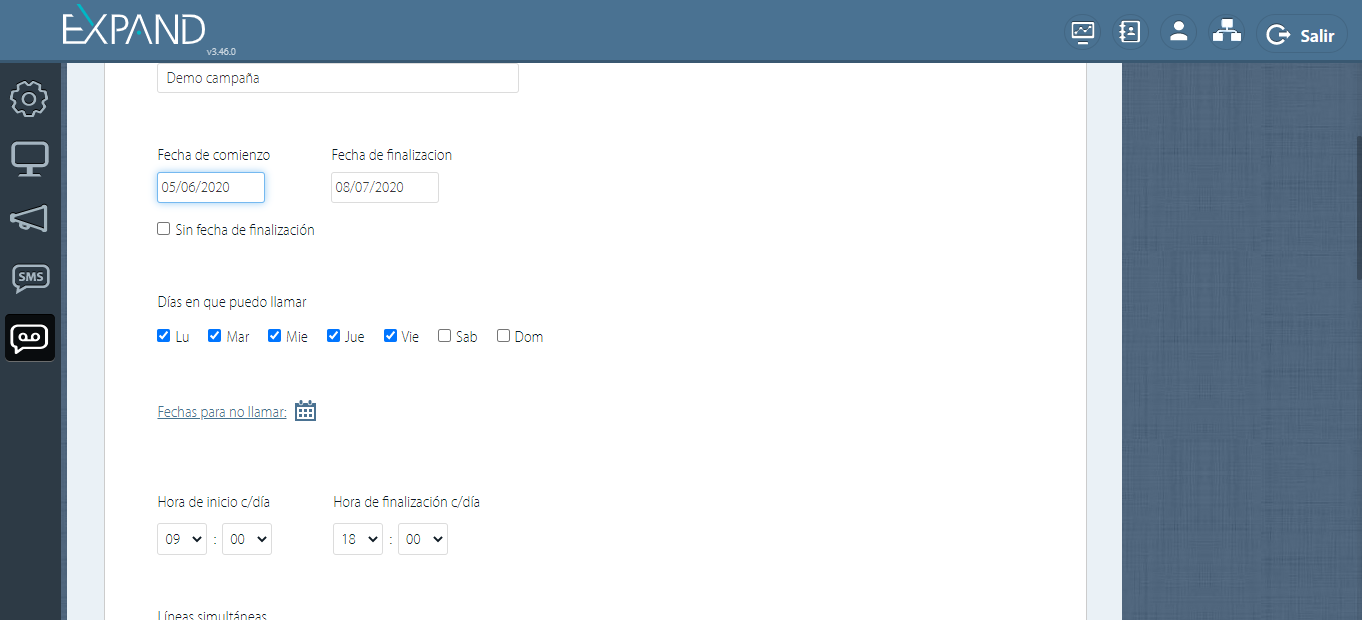 EXPAND
v3.46.0
Salir
SMS
Demo campaña
Fecha de comienzo Fecha de finalizacion
05/06/2020 08/07/2020
Sin fecha de finalización
Días en que puedo llamar
Lu Mar Mie Jue Vie Sab Dom
Fechas para no llamar:
Hora de inicio c/día Hora de finalización c/día
09 : 00 18 : 00
Líneas simultáneas